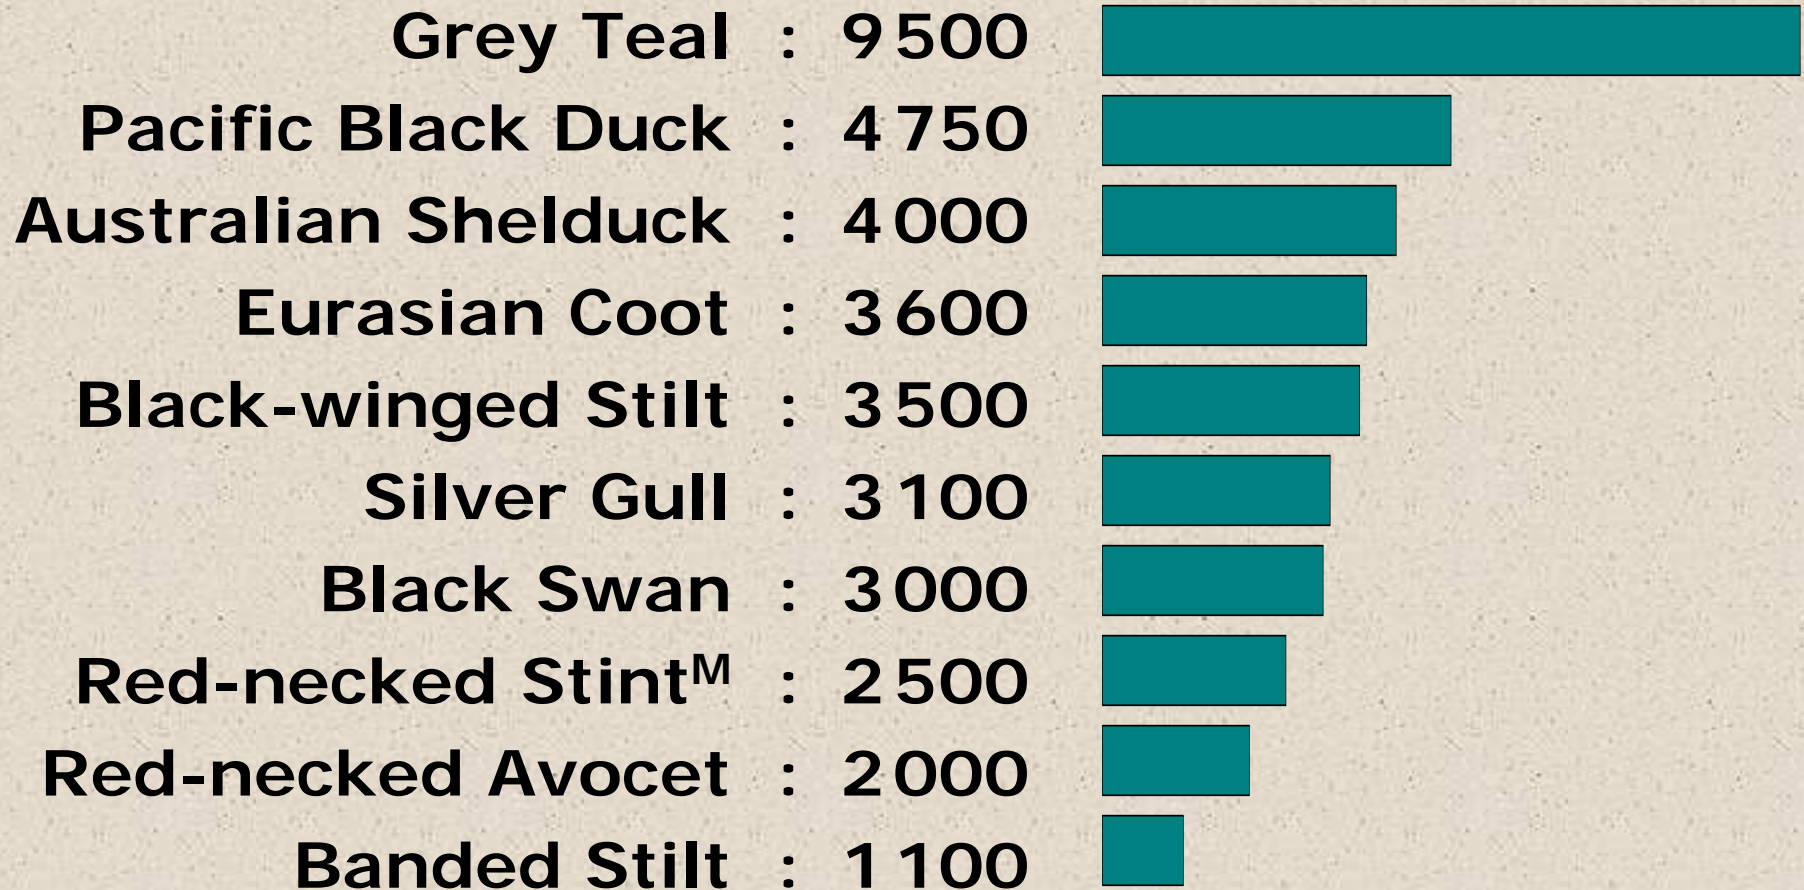 Grey Teal : 9500
Pacific Black Duck : 4750
Australian Shelduck : 4000
Eurasian Coot : 3600
Black-winged Stilt : 3500
Silver Gull : 3100
Black Swan : 3000
Red-necked Stintᴹ : 2500
Red-necked Avocet : 2000
Banded Stilt : 1100